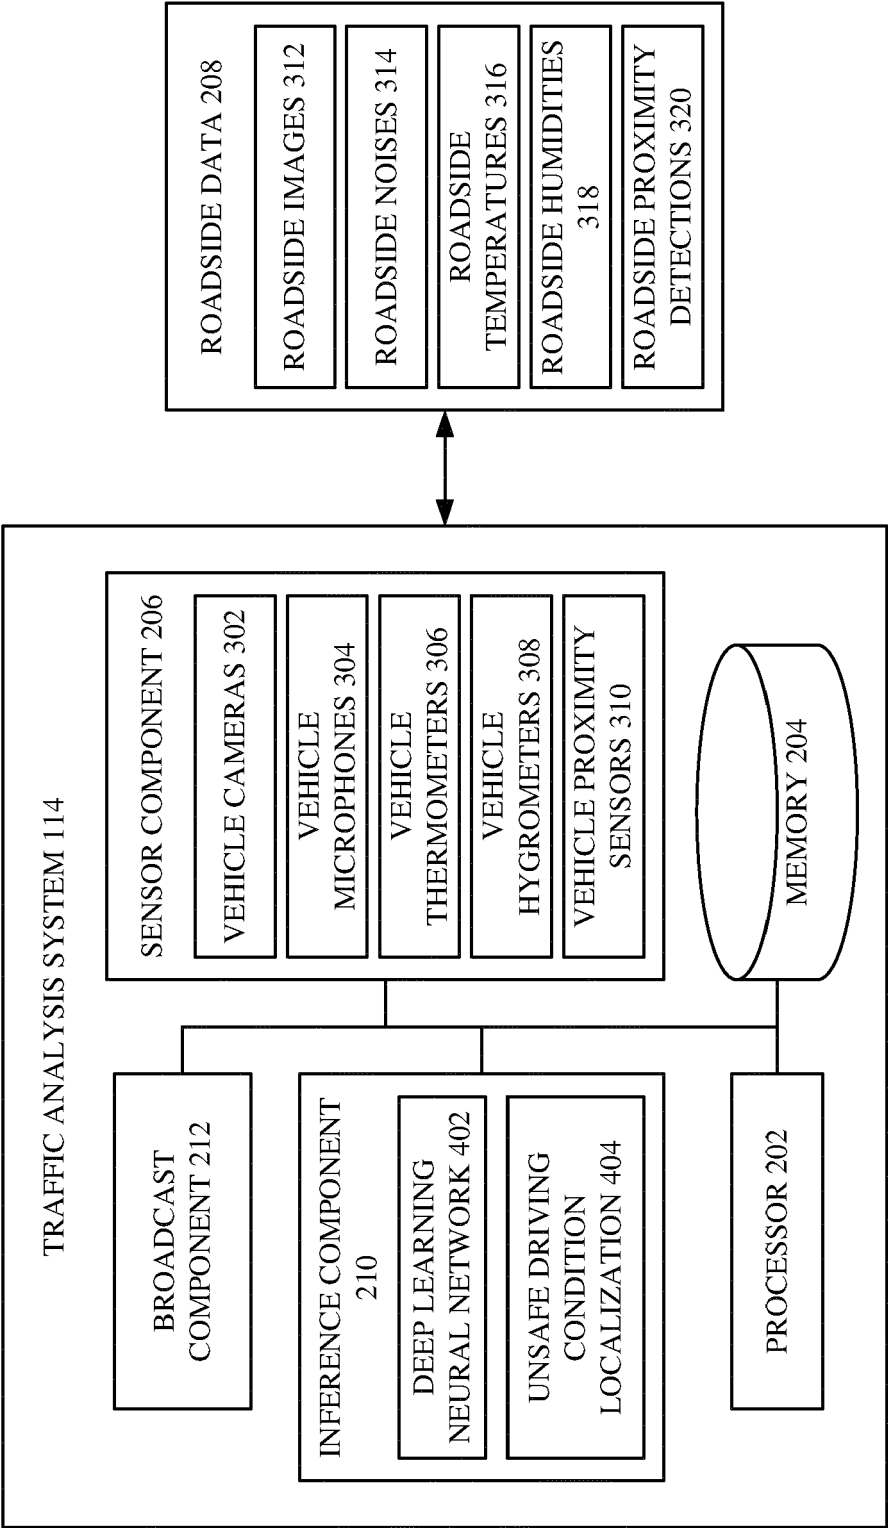 TRAFFIC ANALYSIS SYSTEM 114
BROADCAST
COMPONENT 212
INFERENCE COMPONENT
210
DEEP LEARNING
NEURAL NETWORK 402
UNSAFE DRIVING
CONDITION
LOCALIZATION 404
PROCESSOR 202
SENSOR COMPONENT 206
VEHICLE CAMERAS 302
VEHICLE
MICROPHONES 304
VEHICLE
THERMOMETERS 306
VEHICLE
HYGROMETERS 308
VEHICLE PROXIMITY
SENSORS 310
MEMORY 204
ROADSIDE DATA 208
ROADSIDE IMAGES 312
ROADSIDE NOISES 314
ROADSIDE
TEMPERATURES 316
ROADSIDE HUMIDITIES
318
ROADSIDE PROXIMITY
DETECTIONS 320